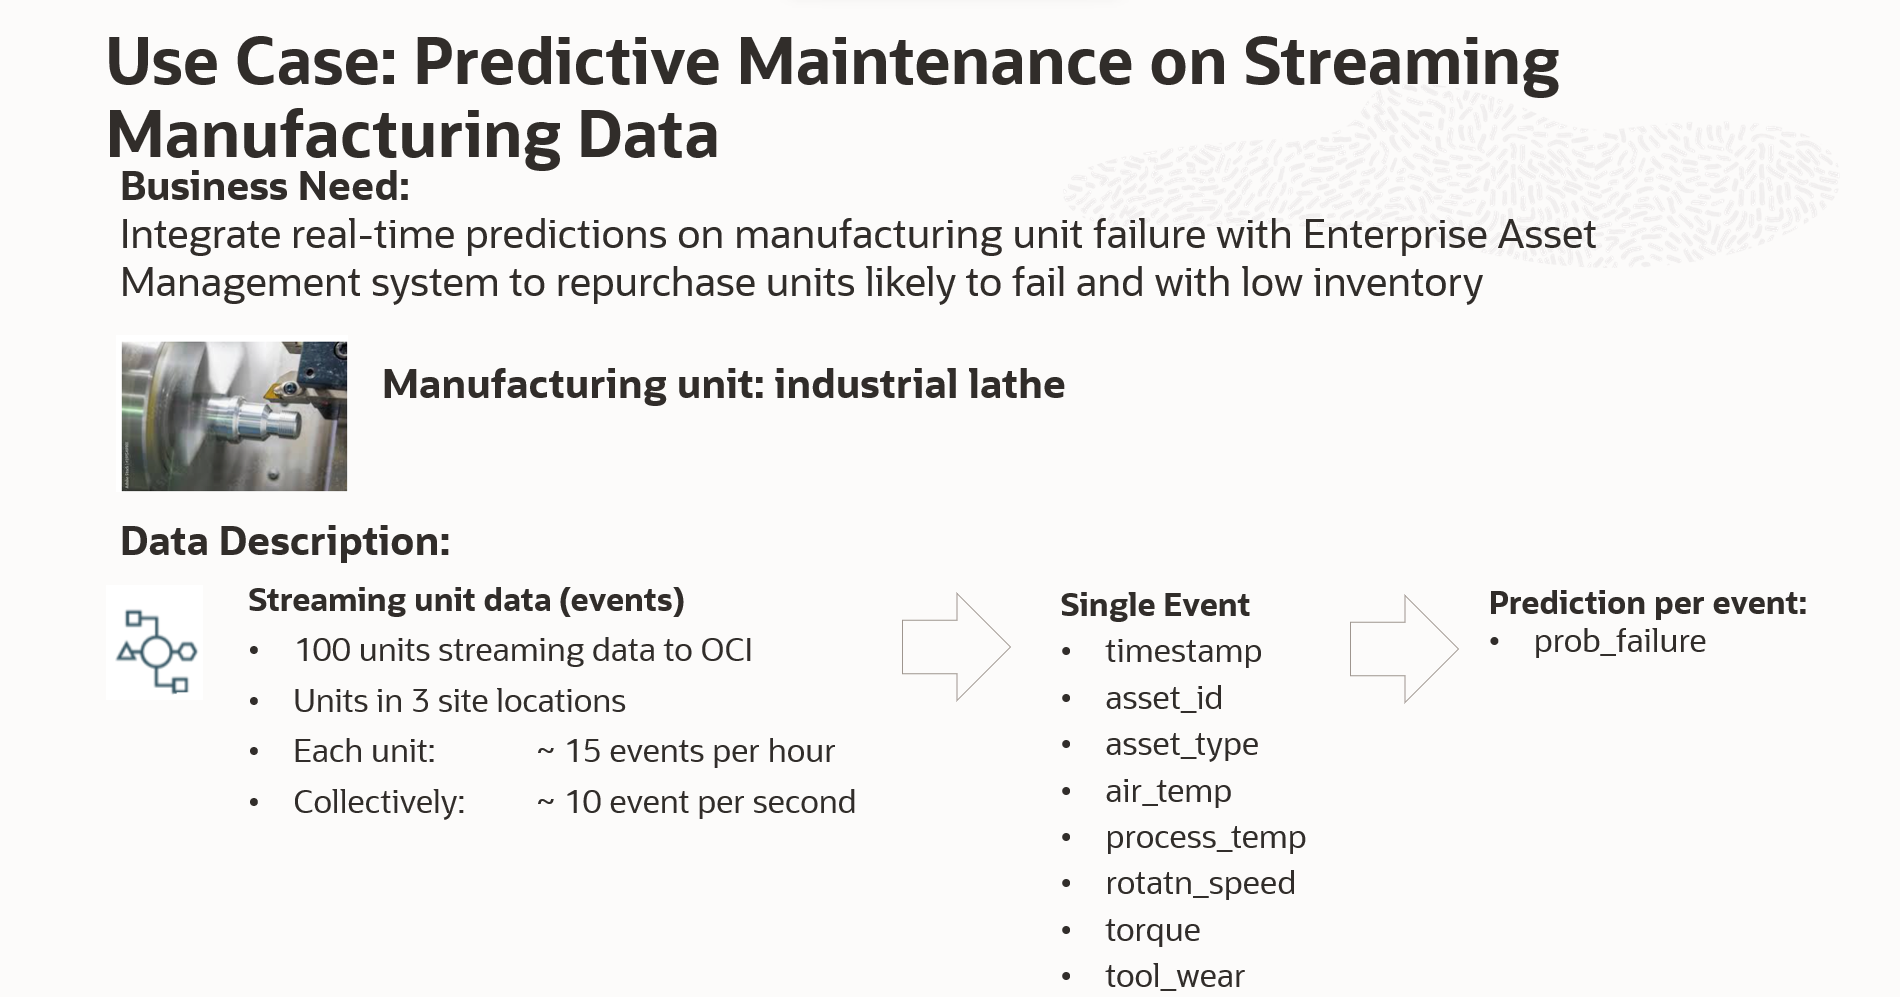 Use Case: Predictive Maintenance on Streaming
Manufacturing Data
Business Need:
Integrate real-time predictions on manufacturing unit failure with Enterprise Asset
Management system to repurchase units likely to fail and with low inventory
Manufacturing unit: industrial lathe
Data Description:
Streaming unit data (events)
• 100 units streaming data to OCI
• Units in 3 site locations
• Each unit: ~ 15 events per hour
• Collectively: ~ 10 event per second
Single Event
• timestamp
• asset_id
• asset_type
• air_temp
• process_temp
• rotatn_speed
• torque
• tool_wear
Prediction per event:
• prob_failure